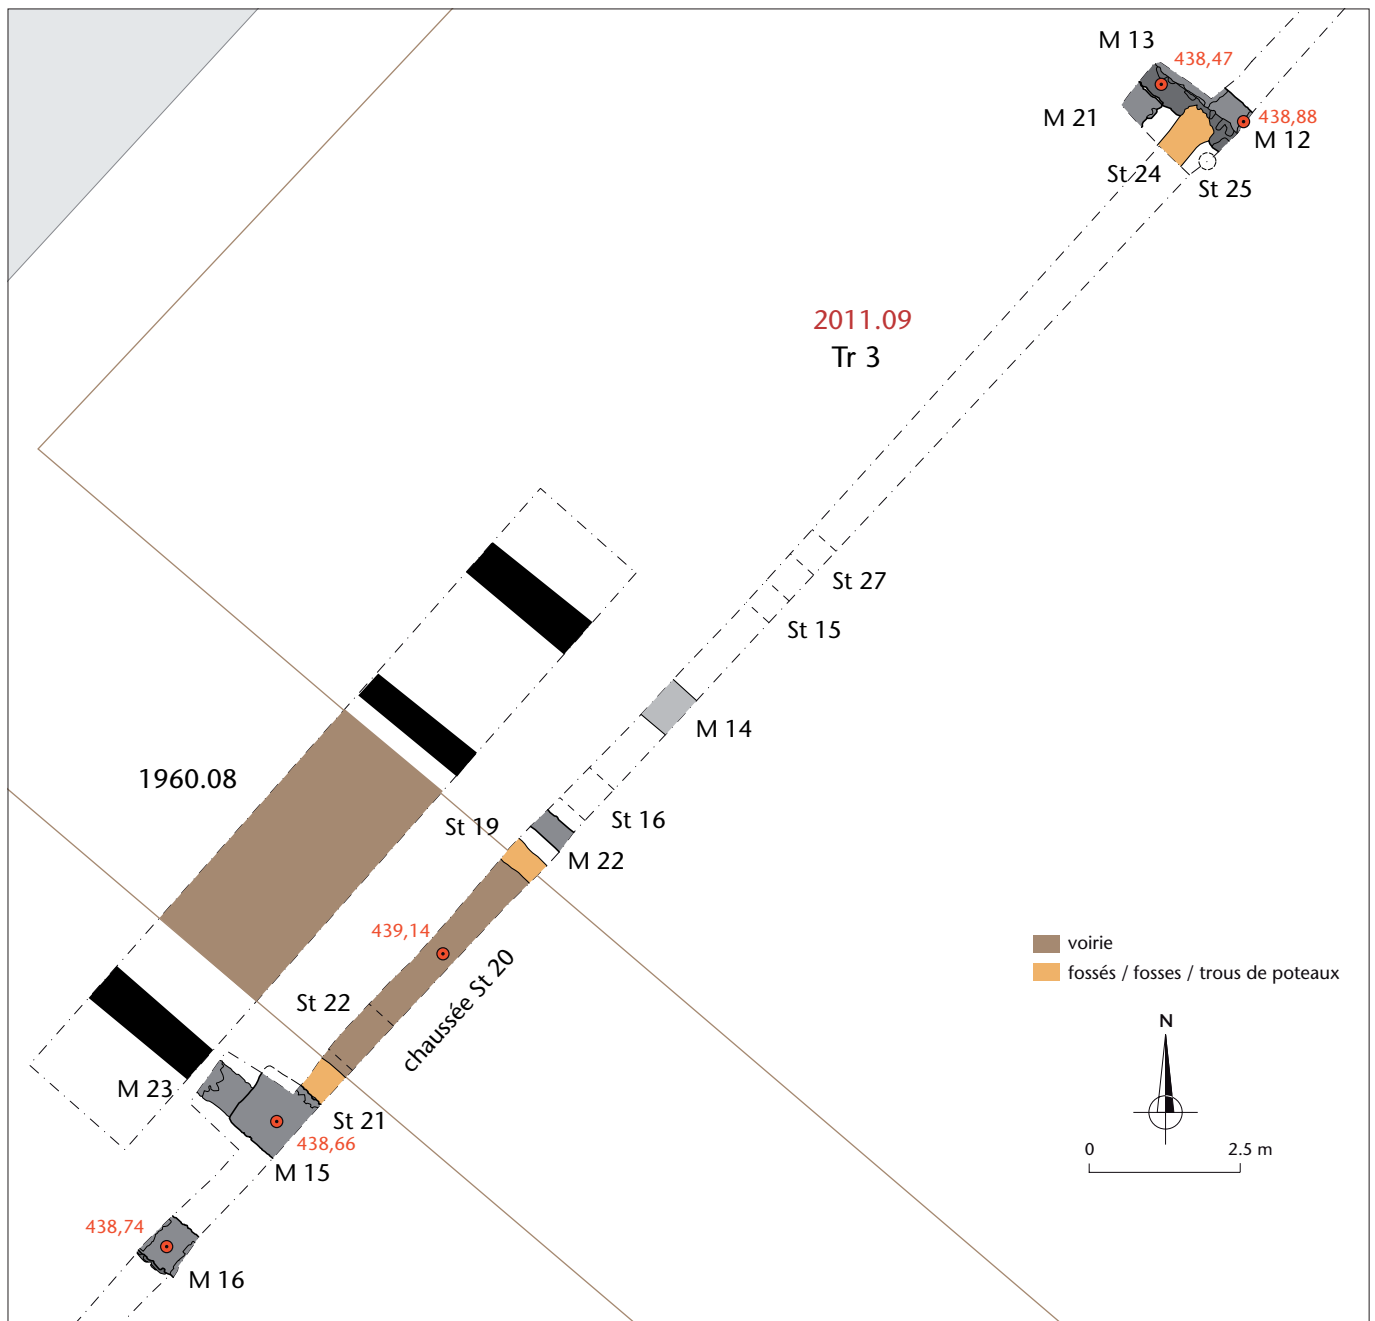 M 13
438,47
M 21
438,88
M 12
St 24
St 25
2011.09
Tr 3
St 27
St 15
M 14
1960.08
St 16
St 19
M 22
439,14
chaussée St 20
St 22
M 23
St 21
438,66
M 15
438,74
M 16
voirie
fossés / fosses / trous de poteaux
N
0 2.5 m